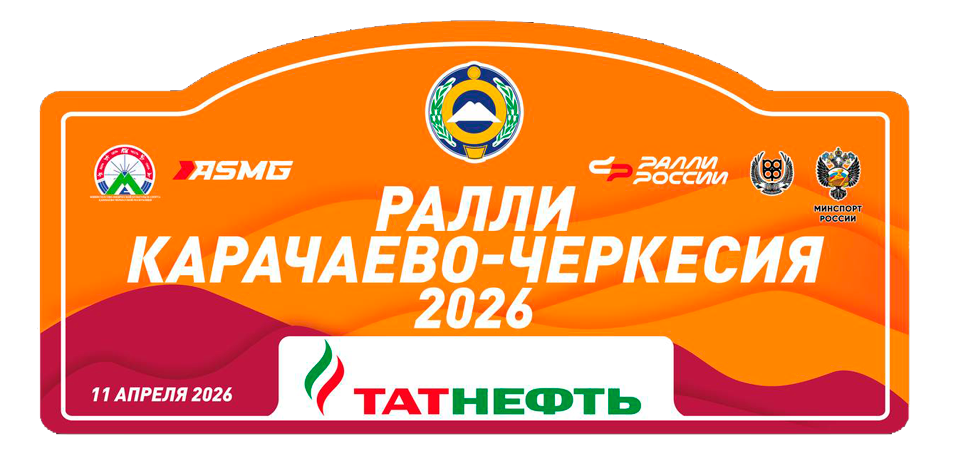 ASMG
РАЛЛИ
РОССИИ
МИНСПОРТ
РОССИИ
РАЛЛИ
КАРАЧАЕВО-ЧЕРКЕСИЯ
2026
11 АПРЕЛЯ 2026
ТАТНЕФТЬ